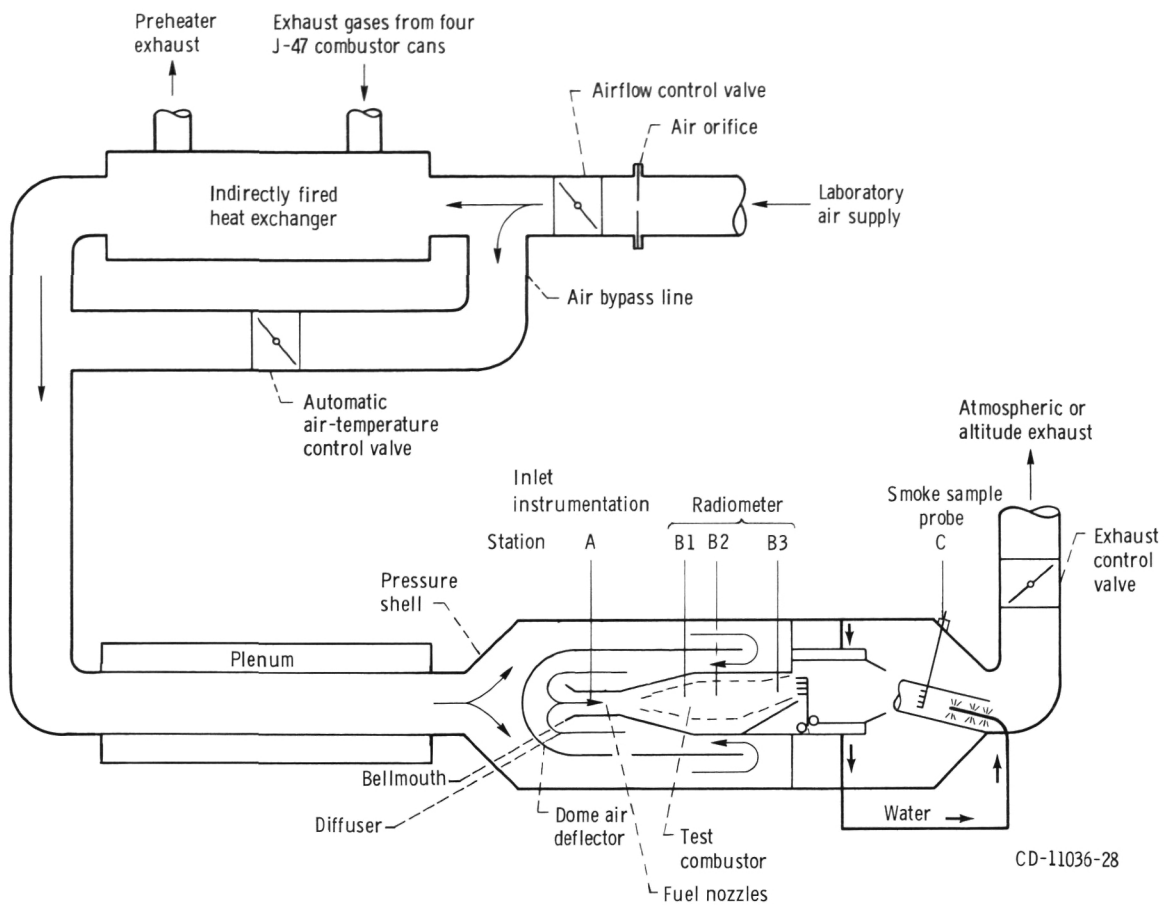 Preheater
exhaust
Exhaust gases from four
J-47 combustor cans
Airflow control valve
Air orifice
Indirectly fired
heat exchanger
Laboratory
air supply
Air bypass line
Automatic
air-temperature
control valve
Atmospheric or
altitude exhaust
Inlet
instrumentation
Radiometer
Smoke sample
probe
Station
A
B1
B2
B3
C
Exhaust
control
valve
Pressure
shell
Plenum
Bellmouth
Diffuser
Dome air
deflector
Test
combustor
Fuel nozzles
Water
CD-11036-28